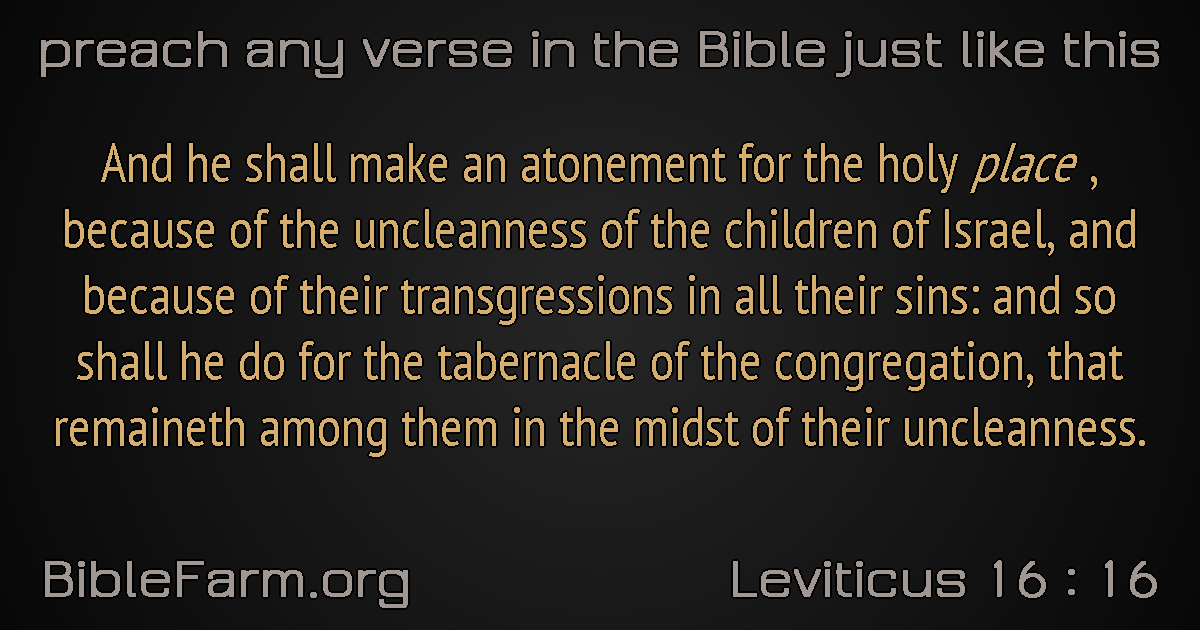 preach any verse in the Bible just like this
And he shall make an atonement for the holy place ,
because of the uncleanness of the children of Israel, and
because of their transgressions in all their sins: and so
shall he do for the tabernacle of the congregation, that
remaineth among them in the midst of their uncleanness.
BibleFarm.org
Leviticus 16 : 16